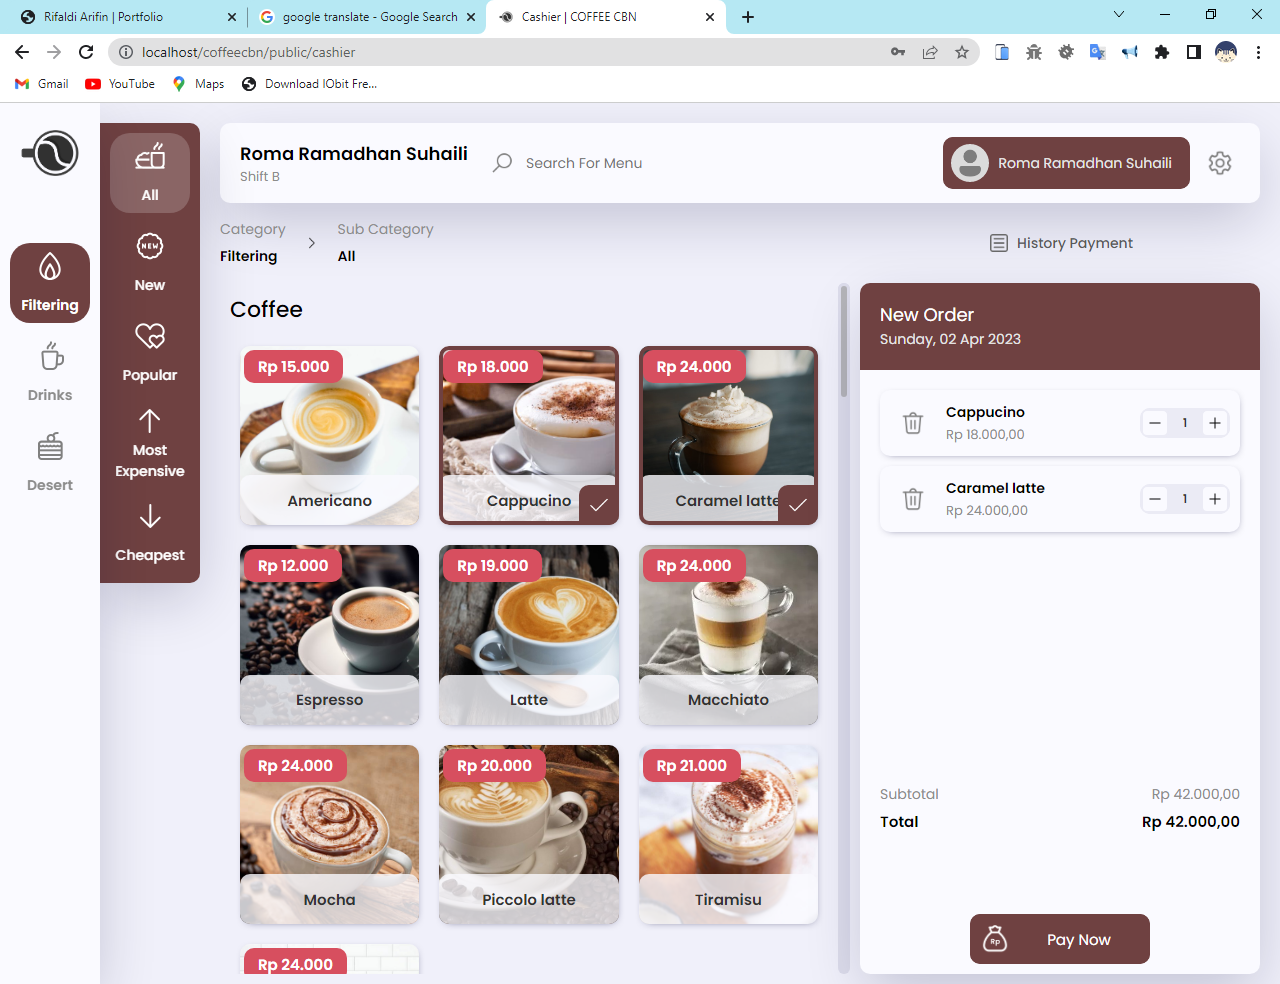 Rifaldi Arifin | Portfolio
google translate - Google Search
Cashier | COFFEE CBN
localhost/coffeecbn/public/cashier
Gmail
YouTube
Maps
Download IObit Fre...
Filtering
Drinks
Desert
All
NEW
New
Popular
Most
Expensive
Cheapest
Roma Ramadhan Suhaili
Shift B
Search For Menu
Roma Ramadhan Suhaili
Category
Filtering
Sub Category
All
History Payment
Coffee
Rp 15.000
Americano
Rp 18.000
Cappucino
Rp 24.000
Caramel latte
Rp 12.000
Espresso
Rp 19.000
Latte
Rp 24.000
Macchiato
Rp 24.000
Mocha
Rp 20.000
Piccolo latte
Rp 21.000
Tiramisu
Rp 24.000
New Order
Sunday, 02 Apr 2023
Cappucino
Rp 18.000,00
1
Caramel latte
Rp 24.000,00
1
Subtotal Rp 42.000,00
Total Rp 42.000,00
Rp
Pay Now